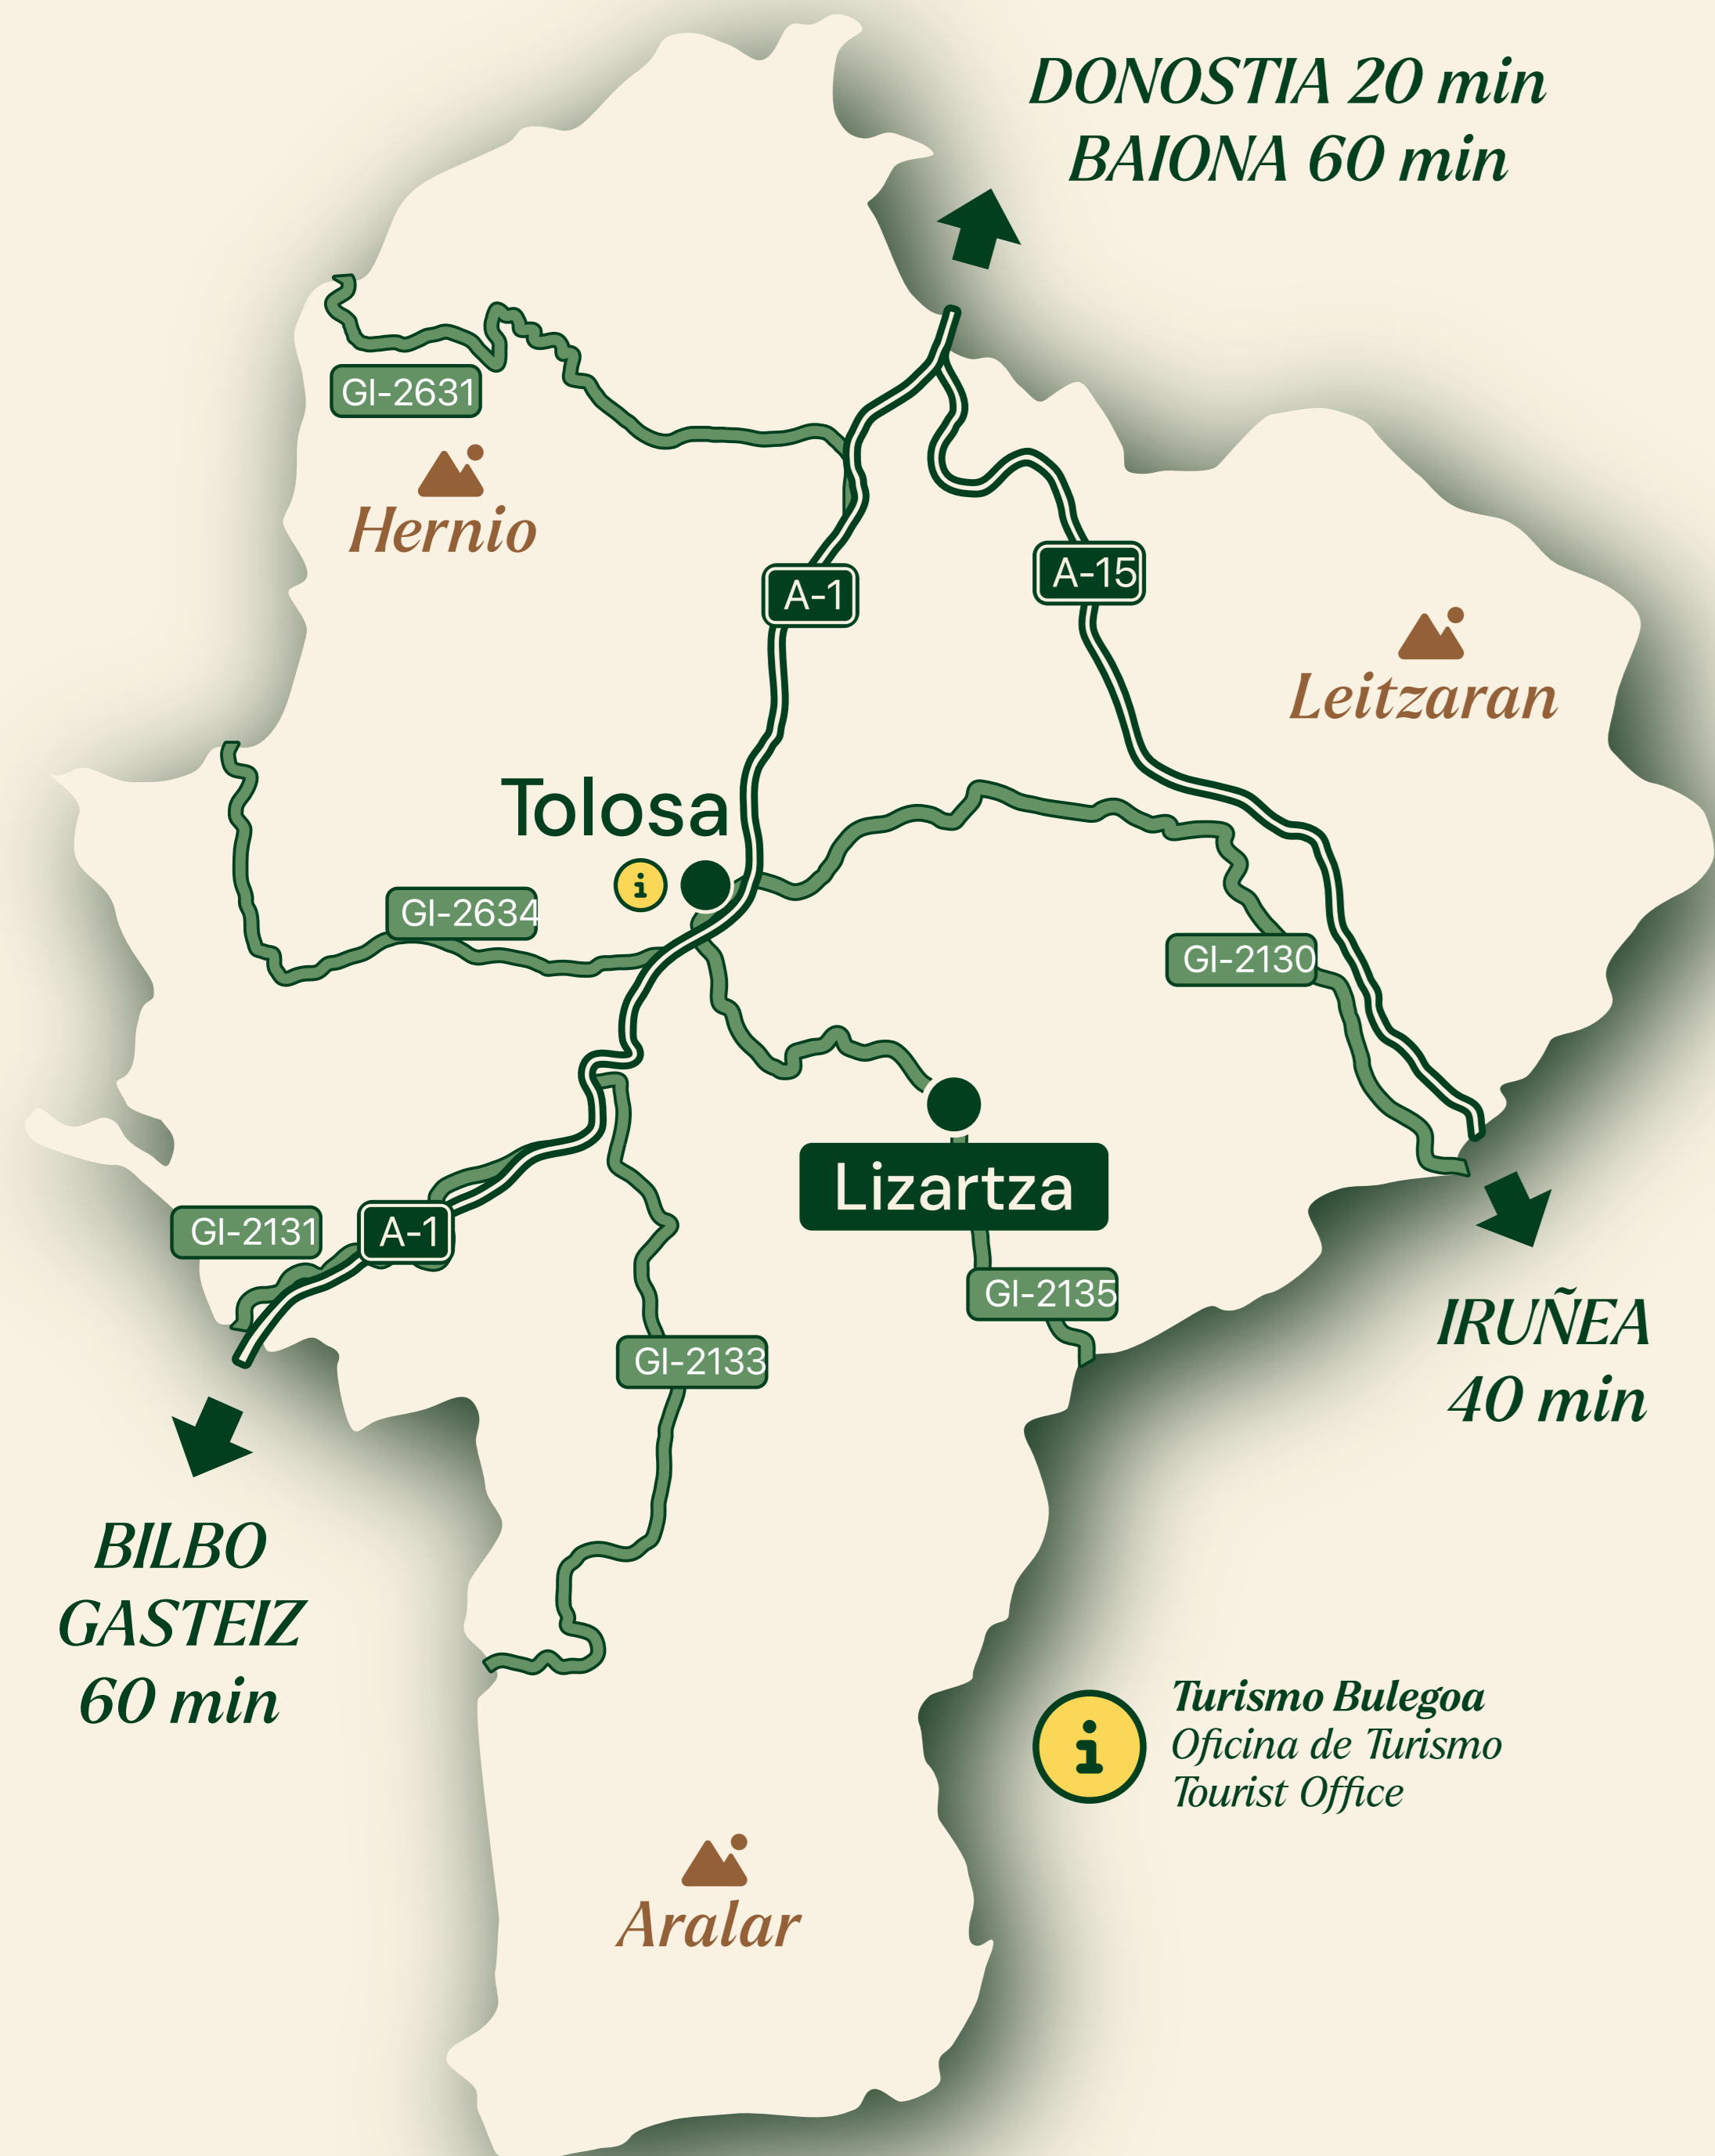 DONOSTIA 20 min
BAIONA 60 min
GI-2631
Hernio
A-1
A-15
Leitzaran
Tolosa
i
GI-2634
GI-2130
Lizartza
GI-2131
A-1
GI-2135
GI-2133
IRUÑEA
40 min
BILBO
GASTEIZ
60 min
i
Turismo Bulegoa
Oficina de Turismo
Tourist Office
Aralar